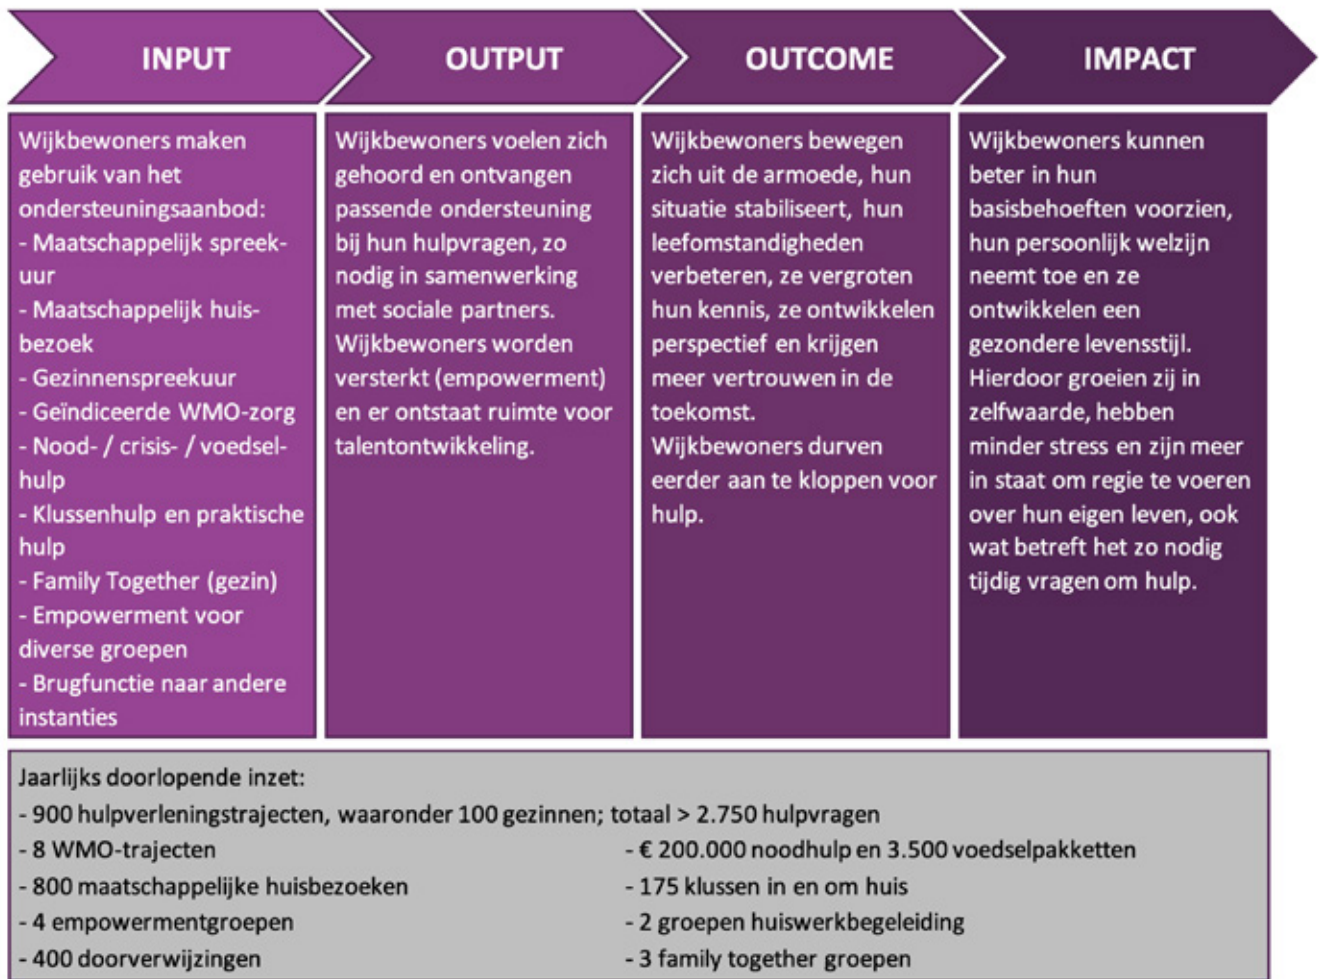 INPUT
OUTPUT
OUTCOME
IMPACT
Wijkbewoners maken
gebruik van het
ondersteuningsaanbod:
- Maatschappelijk spreek-
uur
- Maatschappelijk huis-
bezoek
- Gezinnenspreekuur
- Geïndiceerde WMO-zorg
- Nood- / crisis- / voedsel-
hulp
- Klussenhulp en praktische
hulp
- Family Together (gezin)
- Empowerment voor
diverse groepen
- Brugfunctie naar andere
instanties
Wijkbewoners voelen zich
gehoord en ontvangen
passende ondersteuning
bij hun hulpvragen, zo
nodig in samenwerking
met sociale partners.
Wijkbewoners worden
versterkt (empowerment)
en er ontstaat ruimte voor
talentontwikkeling.
Wijkbewoners bewegen
zich uit de armoede, hun
situatie stabiliseert, hun
leefomstandigheden
verbeteren, ze vergroten
hun kennis, ze ontwikkelen
perspectief en krijgen
meer vertrouwen in de
toekomst.
Wijkbewoners durven
eerder aan te kloppen voor
hulp.
Wijkbewoners kunnen
beter in hun
basisbehoeften voorzien,
hun persoonlijk welzijn
neemt toe en ze
ontwikkelen een
gezondere levensstijl.
Hierdoor groeien zij in
zelfwaarde, hebben
minder stress en zijn meer
in staat om regie te voeren
over hun eigen leven, ook
wat betreft het zo nodig
tijdig vragen om hulp.
Jaarlijks doorlopende inzet:
- 900 hulpverleningstrajecten, waaronder 100 gezinnen; totaal > 2.750 hulpvragen
- 8 WMO-trajecten
- 800 maatschappelijke huisbezoeken
- 4 empowermentgroepen
- 400 doorverwijzingen
- € 200.000 noodhulp en 3.500 voedselpakketten
- 175 klussen in en om huis
- 2 groepen huiswerkbegeleiding
- 3 family together groepen